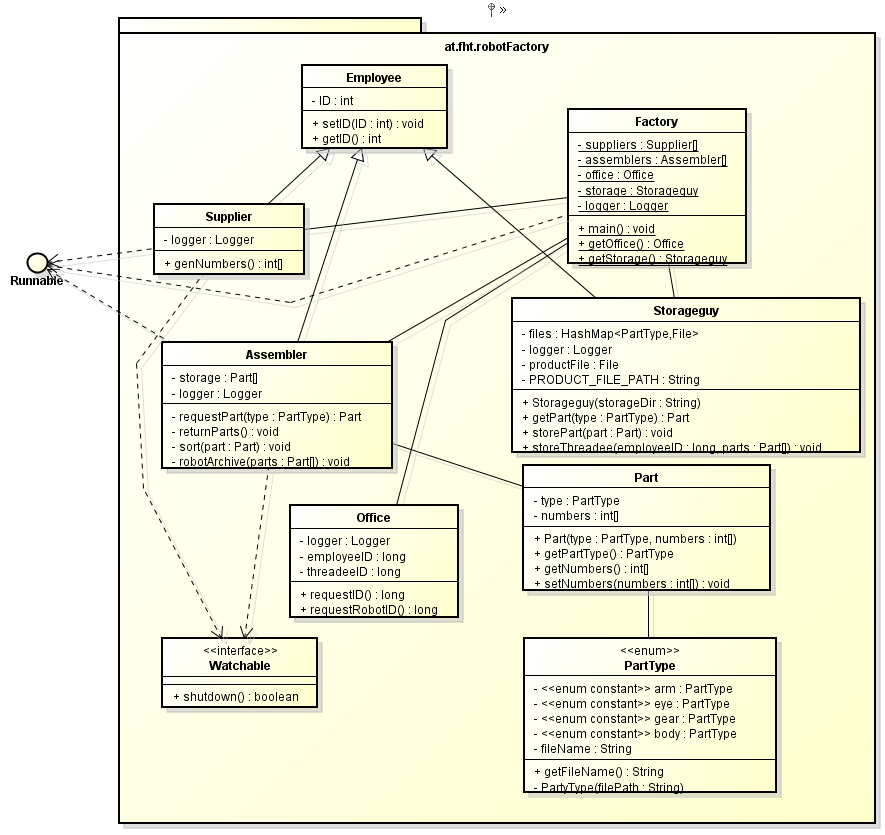 »
at.fht.robotFactory
Employee
- ID : int
+ setID(ID : int) : void
+ getID() : int
Factory
- suppliers : Supplier[]
- assemblers : Assembler[]
- office : Office
- storage : Storageguy
- logger : Logger
+ main() : void
+ getOffice() : Office
+ getStorage() : Storageguy
Supplier
- logger : Logger
+ genNumbers() : int[]
Runnable
Storageguy
- files : HashMap<PartType,File>
- logger : Logger
- productFile : File
- PRODUCT_FILE_PATH : String
+ Storageguy(storageDir : String)
+ getPart(type : PartType) : Part
+ storePart(part : Part) : void
+ storeThreadee(employeeID : long, parts : Part[]) : void
Assembler
- storage : Part[]
- logger : Logger
- requestPart(type : PartType) : Part
- returnParts() : void
- sort(part : Part) : void
- robotArchive(parts : Part[]) : void
Part
- type : PartType
- numbers : int[]
+ Part(type : PartType, numbers : int[])
+ getPartType() : PartType
+ getNumbers() : int[]
+ setNumbers(numbers : int[]) : void
Office
- logger : Logger
- employeeID : long
- threadeeID : long
+ requestID() : long
+ requestRobotID() : long
<<interface>>
Watchable
+ shutdown() : boolean
<<enum>>
PartType
- <<enum constant>> arm : PartType
- <<enum constant>> eye : PartType
- <<enum constant>> gear : PartType
- <<enum constant>> body : PartType
- fileName : String
+ getFileName() : String
- PartyType(filePath : String)